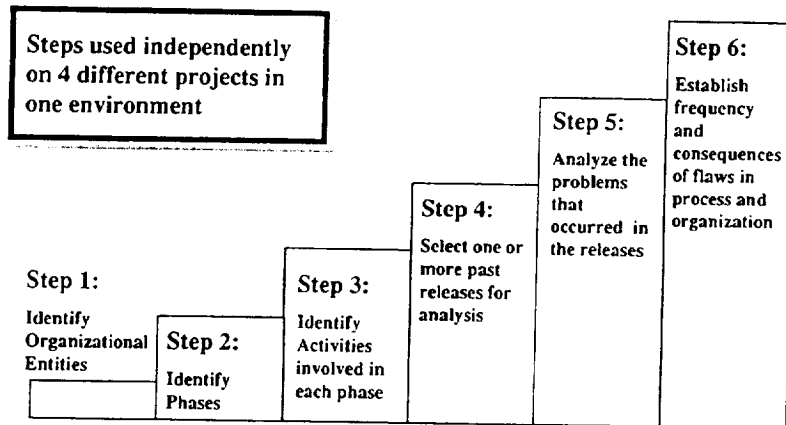 Steps used independently
on 4 different projects in
one environment
Step 1:
Identify
Organizational
Entities
Step 2:
Identify
Phases
Step 3:
Identify
Activities
involved in
each phase
Step 4:
Select one or
more past
releases for
analysis
Step 5:
Analyze the
problems
that
occurred in
the releases
Step 6:
Establish
frequency
and
consequences
of flaws in
process and
organization